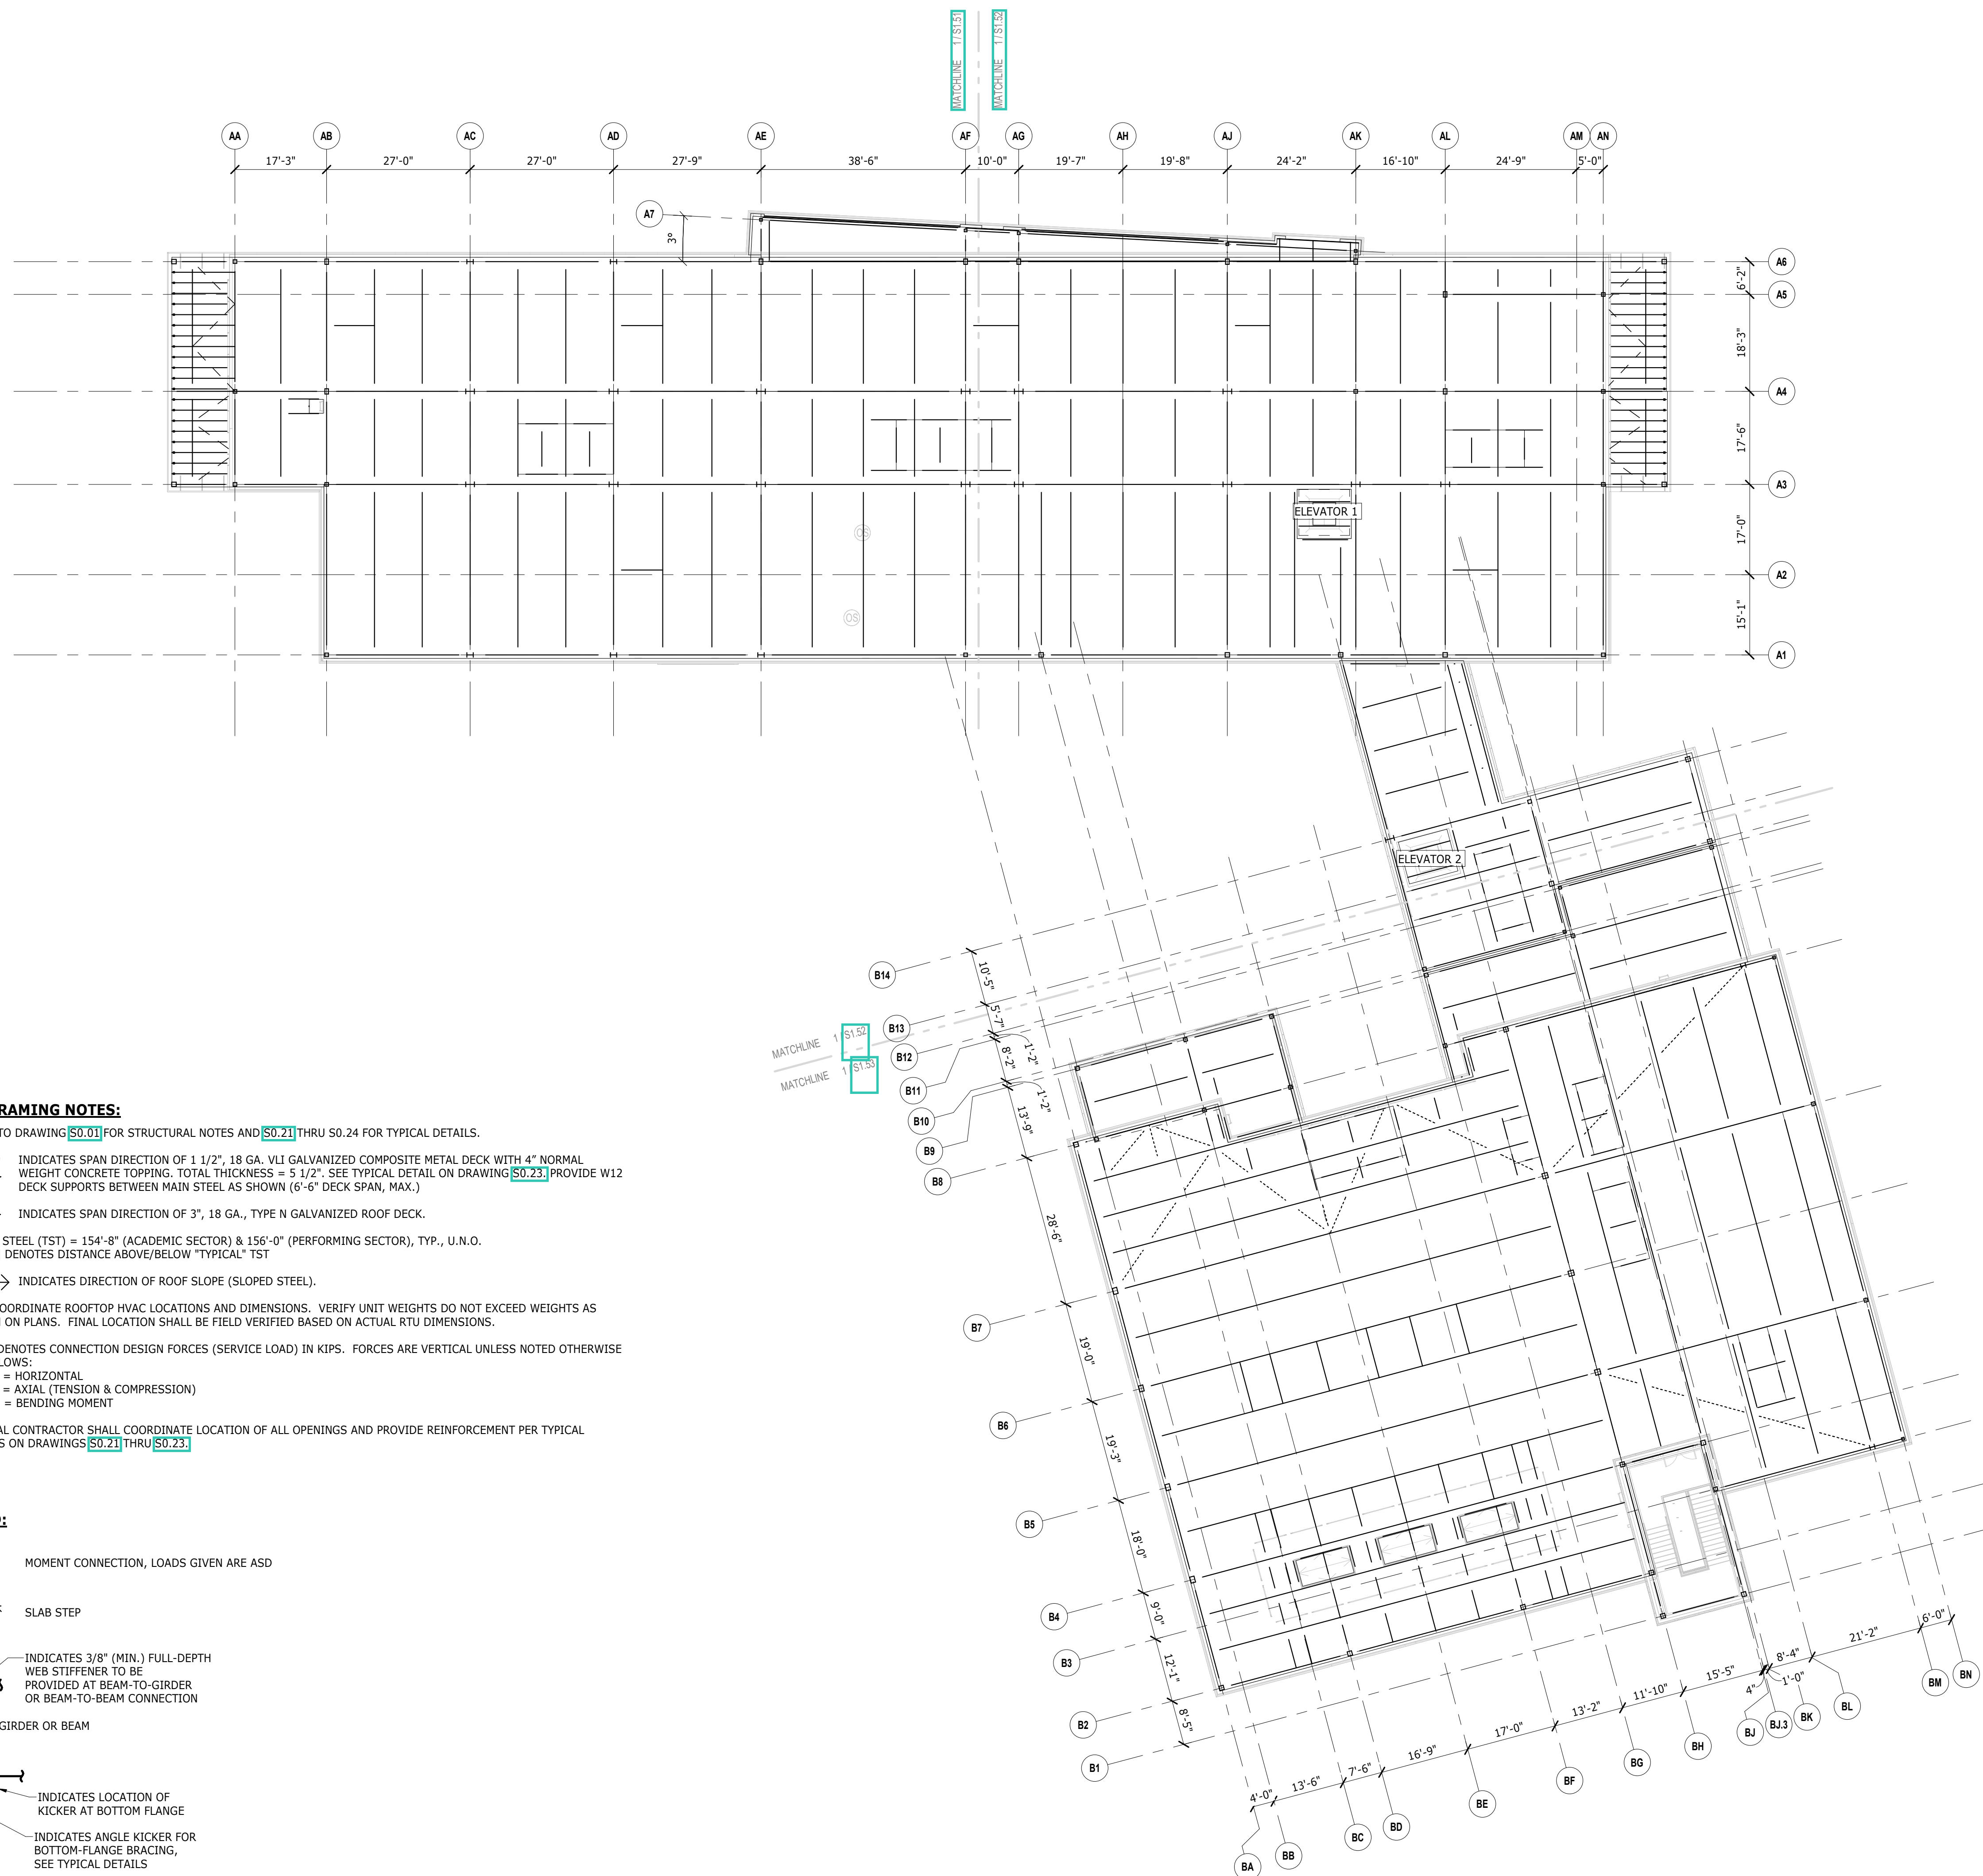 MATCHLINE 1 / S1.51
MATCHLINE 1 / S1.52
AA AB AC AD AE AF AG AH AJ AK AL AM AN
17'-3" 27'-0" 27'-0" 27'-9" 38'-6" 10'-0" 19'-7" 19'-8" 24'-2" 16'-10" 24'-9" 5'-0"
A7
3°
A6
6'-2"
A5
18'-3"
A4
17'-6"
A3
ELEVATOR 1
17'-0"
OS
A2
OS
15'-1"
A1
ELEVATOR 2
B14
10'-5"
B13
5'-7"
MATCHLINE 1 / S1.52
B12
1'-2"
MATCHLINE 1 / S1.53
B11
8'-2"
B10
1'-2"
B9
13'-9"
B8
28'-6"
B7
19'-0"
B6
19'-3"
B5
18'-0"
B4
9'-0"
B3
12'-1"
B2
8'-5"
B1
4'-0" 13'-6" 7'-6" 16'-9" 17'-0" 13'-2" 11'-10" 15'-5" 4" 1'-0" 8'-4" 21'-2" 6'-0"
BA BB BC BD BE BF BG BH BJ BJ.3 BK BL BM BN
RAMING NOTES:
TO DRAWING S0.01 FOR STRUCTURAL NOTES AND S0.21 THRU S0.24 FOR TYPICAL DETAILS.
INDICATES SPAN DIRECTION OF 1 1/2", 18 GA. VLI GALVANIZED COMPOSITE METAL DECK WITH 4” NORMAL
WEIGHT CONCRETE TOPPING. TOTAL THICKNESS = 5 1/2". SEE TYPICAL DETAIL ON DRAWING S0.23. PROVIDE W12
DECK SUPPORTS BETWEEN MAIN STEEL AS SHOWN (6'-6" DECK SPAN, MAX.)
INDICATES SPAN DIRECTION OF 3", 18 GA., TYPE N GALVANIZED ROOF DECK.
STEEL (TST) = 154'-8" (ACADEMIC SECTOR) & 156'-0" (PERFORMING SECTOR), TYP., U.N.O.
DENOTES DISTANCE ABOVE/BELOW "TYPICAL" TST
INDICATES DIRECTION OF ROOF SLOPE (SLOPED STEEL).
OORDINATE ROOFTOP HVAC LOCATIONS AND DIMENSIONS. VERIFY UNIT WEIGHTS DO NOT EXCEED WEIGHTS AS
ON PLANS. FINAL LOCATION SHALL BE FIELD VERIFIED BASED ON ACTUAL RTU DIMENSIONS.
DENOTES CONNECTION DESIGN FORCES (SERVICE LOAD) IN KIPS. FORCES ARE VERTICAL UNLESS NOTED OTHERWISE
LOWS:
= HORIZONTAL
= AXIAL (TENSION & COMPRESSION)
= BENDING MOMENT
AL CONTRACTOR SHALL COORDINATE LOCATION OF ALL OPENINGS AND PROVIDE REINFORCEMENT PER TYPICAL
S ON DRAWINGS S0.21 THRU S0.23.
MOMENT CONNECTION, LOADS GIVEN ARE ASD
SLAB STEP
INDICATES 3/8" (MIN.) FULL-DEPTH
WEB STIFFENER TO BE
PROVIDED AT BEAM-TO-GIRDER
OR BEAM-TO-BEAM CONNECTION
GIRDER OR BEAM
INDICATES LOCATION OF
KICKER AT BOTTOM FLANGE
INDICATES ANGLE KICKER FOR
BOTTOM-FLANGE BRACING,
SEE TYPICAL DETAILS